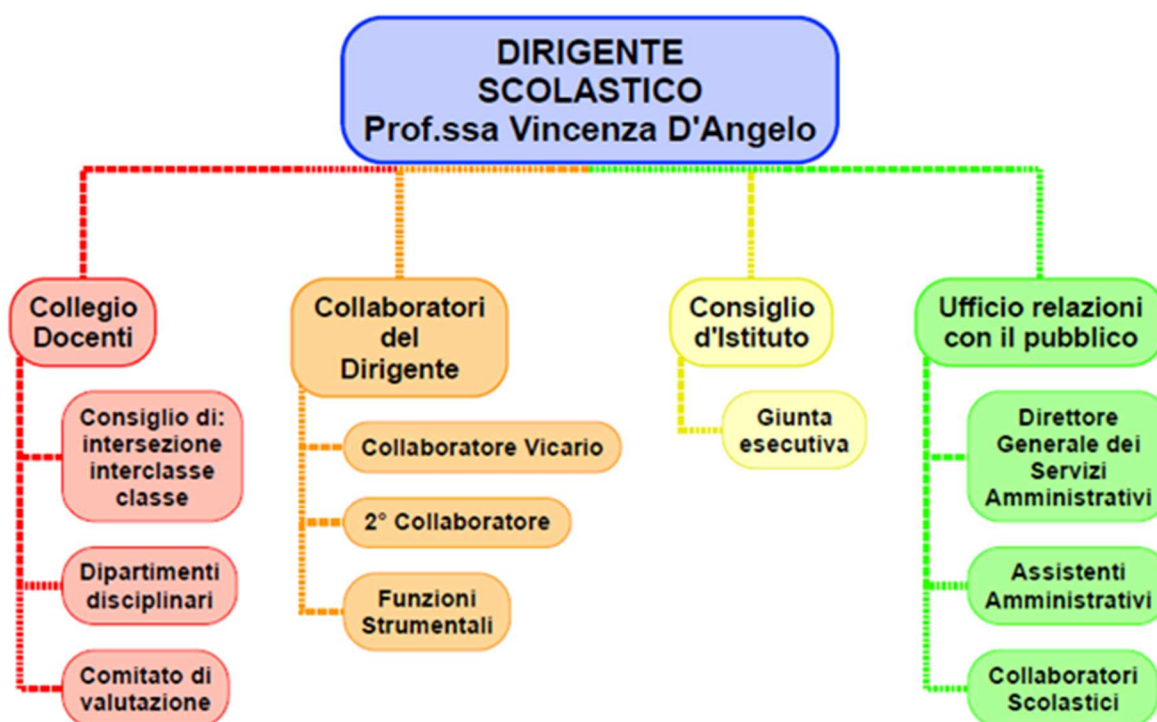 DIRIGENTE
SCOLASTICO
Prof.ssa Vincenza D'Angelo
Collegio
Docenti
Consiglio di:
intersezione
interclasse
classe
Dipartimenti
disciplinari
Comitato di
valutazione
Collaboratori
del
Dirigente
Collaboratore Vicario
2° Collaboratore
Funzioni
Strumentali
Consiglio
d'Istituto
Giunta
esecutiva
Ufficio relazioni
con il pubblico
Direttore
Generale dei
Servizi
Amministrativi
Assistenti
Amministrativi
Collaboratori
Scolastici